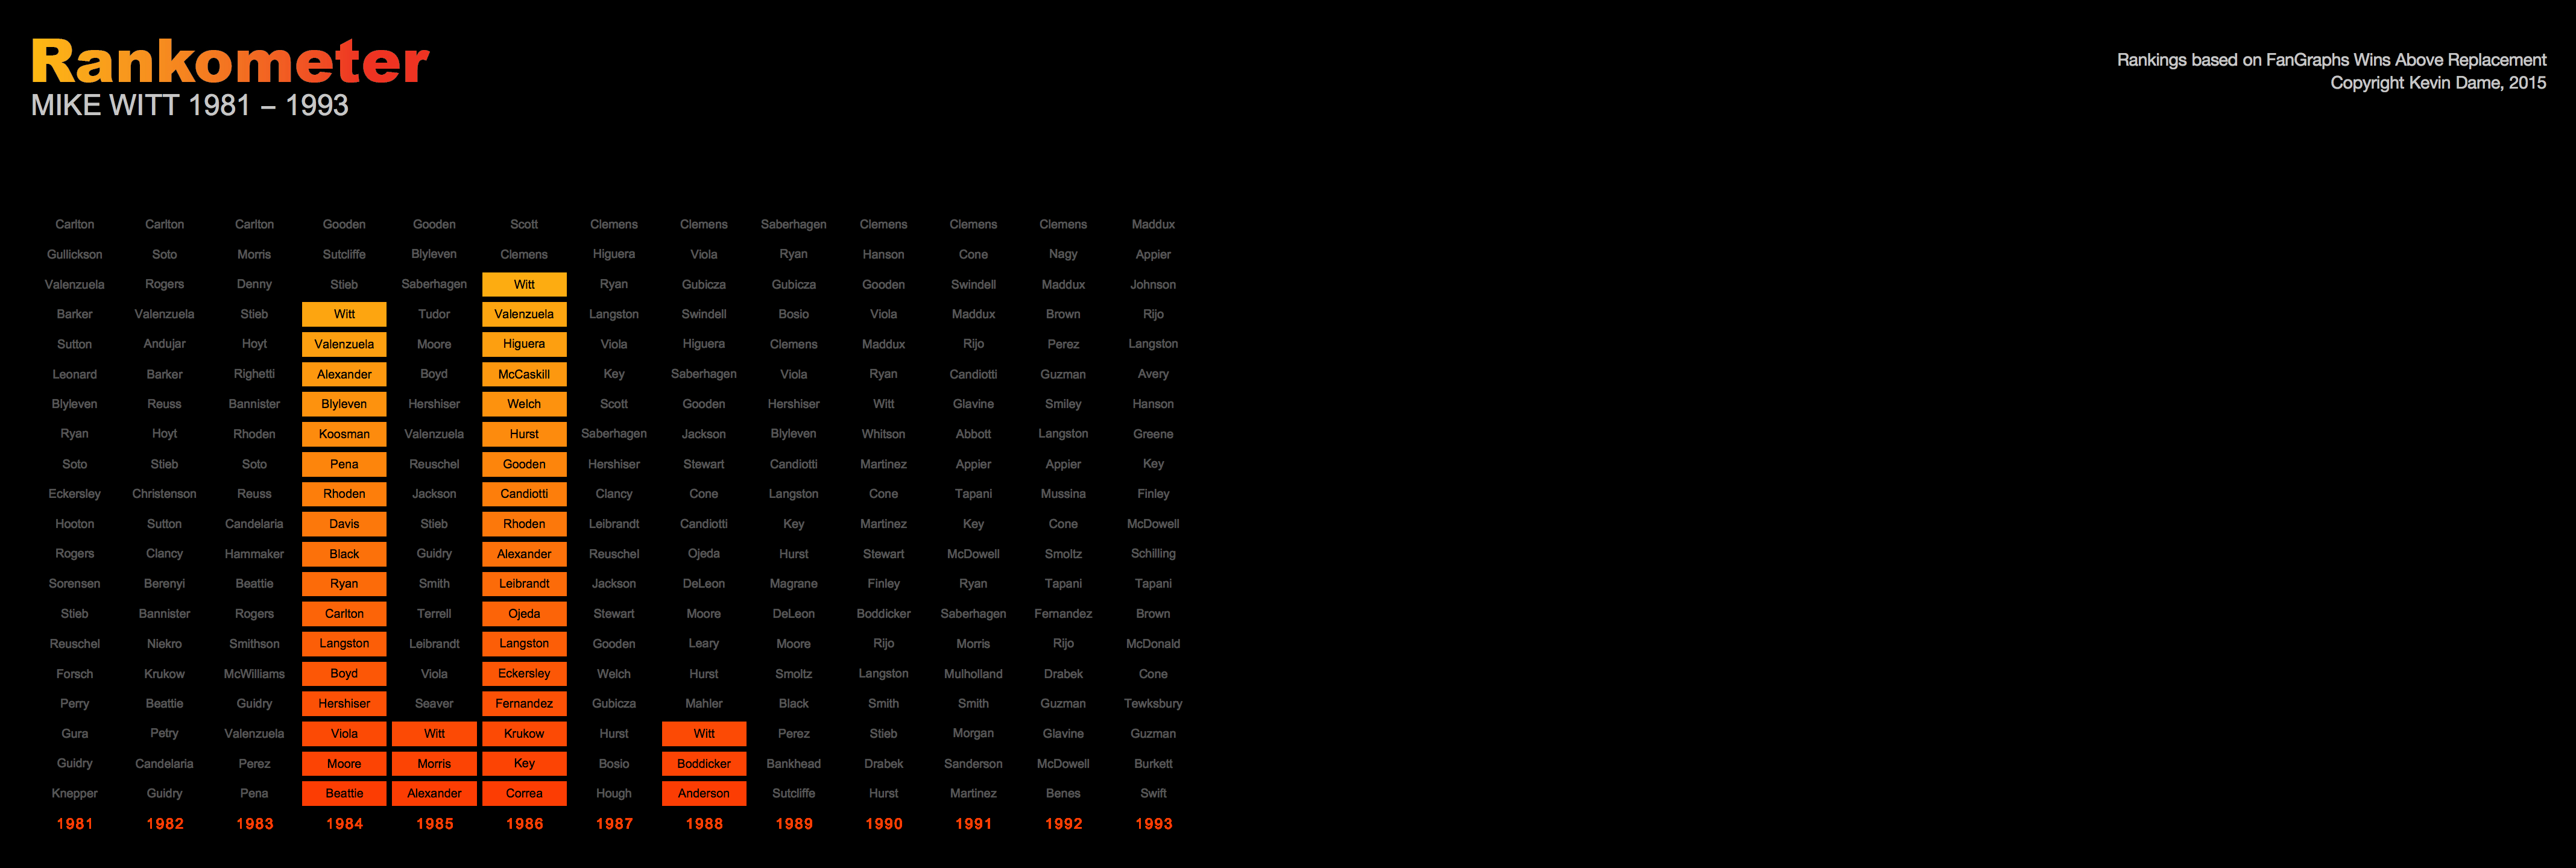 Rankometer
MIKE WITT 1981 – 1993
Rankings based on FanGraphs Wins Above Replacement
Copyright Kevin Dame, 2015
Carlton Carlton Carlton Gooden Gooden Scott Clemens Clemens Saberhagen Clemens Clemens Clemens Maddux
Gullickson Soto Morris Sutcliffe Blyleven Clemens Higuera Viola Ryan Hanson Cone Nagy Appier
Valenzuela Rogers Denny Stieb Saberhagen Witt Ryan Gubicza Gubicza Gooden Swindell Maddux Johnson
Barker Valenzuela Stieb Witt Tudor Valenzuela Langston Swindell Bosio Viola Maddux Brown Rijo
Sutton Andujar Hoyt Valenzuela Moore Higuera Viola Higuera Clemens Maddux Rijo Perez Langston
Leonard Barker Righetti Alexander Boyd McCaskill Key Saberhagen Viola Ryan Candiotti Guzman Avery
Blyleven Reuss Bannister Blyleven Hershiser Welch Scott Gooden Hershiser Witt Glavine Smiley Hanson
Ryan Hoyt Rhoden Koosman Valenzuela Hurst Saberhagen Jackson Blyleven Whitson Abbott Langston Greene
Soto Stieb Soto Pena Reuschel Gooden Hershiser Stewart Candiotti Martinez Appier Appier Key
Eckersley Christenson Reuss Rhoden Jackson Candiotti Clancy Cone Langston Cone Tapani Mussina Finley
Hooton Sutton Candelaria Davis Stieb Rhoden Leibrandt Candiotti Key Martinez Key Cone McDowell
Rogers Clancy Hammaker Black Guidry Alexander Reuschel Ojeda Hurst Stewart McDowell Smoltz Schilling
Sorensen Berenyi Beattie Ryan Smith Leibrandt Jackson DeLeon Magrane Finley Ryan Tapani Tapani
Stieb Bannister Rogers Carlton Terrell Ojeda Stewart Moore DeLeon Boddicker Saberhagen Fernandez Brown
Reuschel Niekro Smithson Langston Leibrandt Langston Gooden Leary Moore Rijo Morris Rijo McDonald
Forsch Krukow McWilliams Boyd Viola Eckersley Welch Hurst Smoltz Langston Mulholland Drabek Cone
Perry Beattie Guidry Hershiser Seaver Fernandez Gubicza Mahler Black Smith Smith Guzman Tewksbury
Gura Petry Valenzuela Viola Witt Krukow Hurst Witt Perez Stieb Morgan Glavine Guzman
Guidry Candelaria Perez Moore Morris Key Bosio Boddicker Bankhead Drabek Sanderson McDowell Burkett
Knepper Guidry Pena Beattie Alexander Correa Hough Anderson Sutcliffe Hurst Martinez Benes Swift
1981 1982 1983 1984 1985 1986 1987 1988 1989 1990 1991 1992 1993